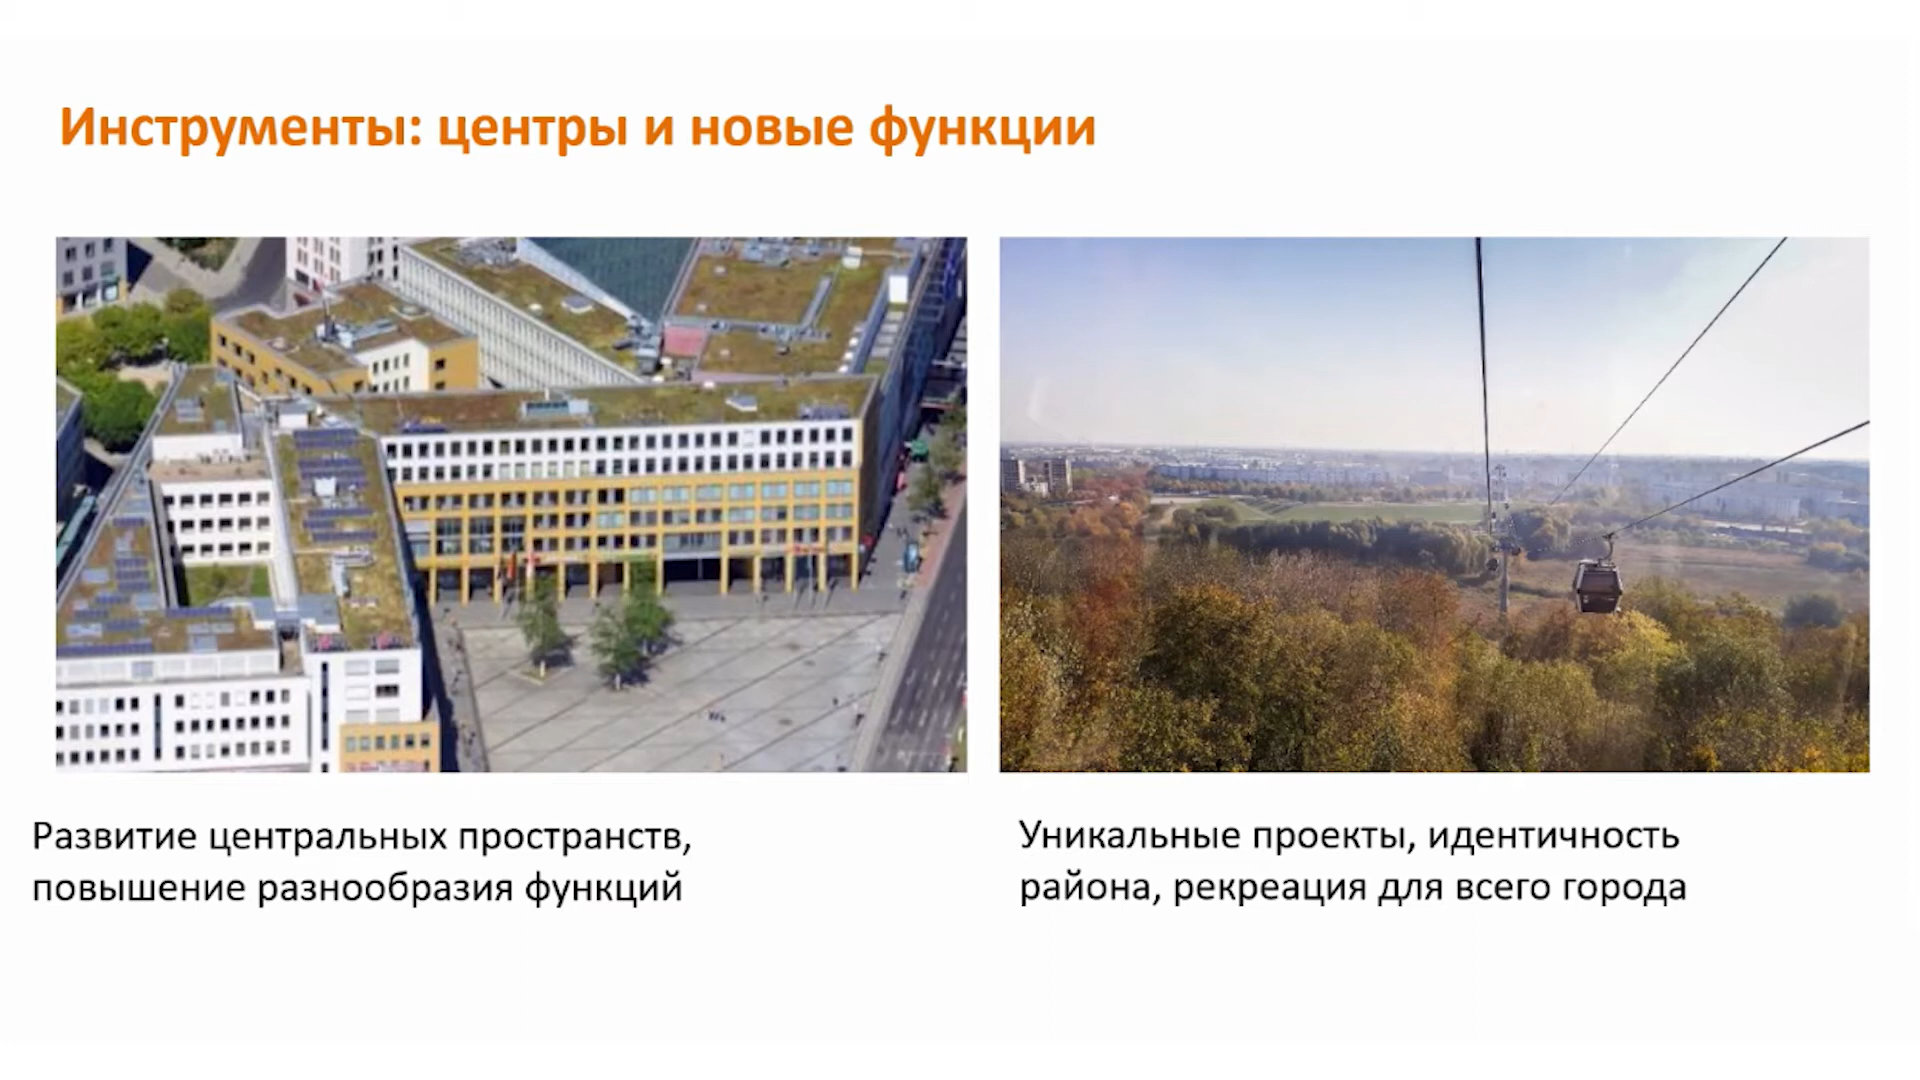 Инструменты: центры и новые функции
Развитие центральных пространств,
повышение разнообразия функций
Уникальные проекты, идентичность
района, рекреация для всего города